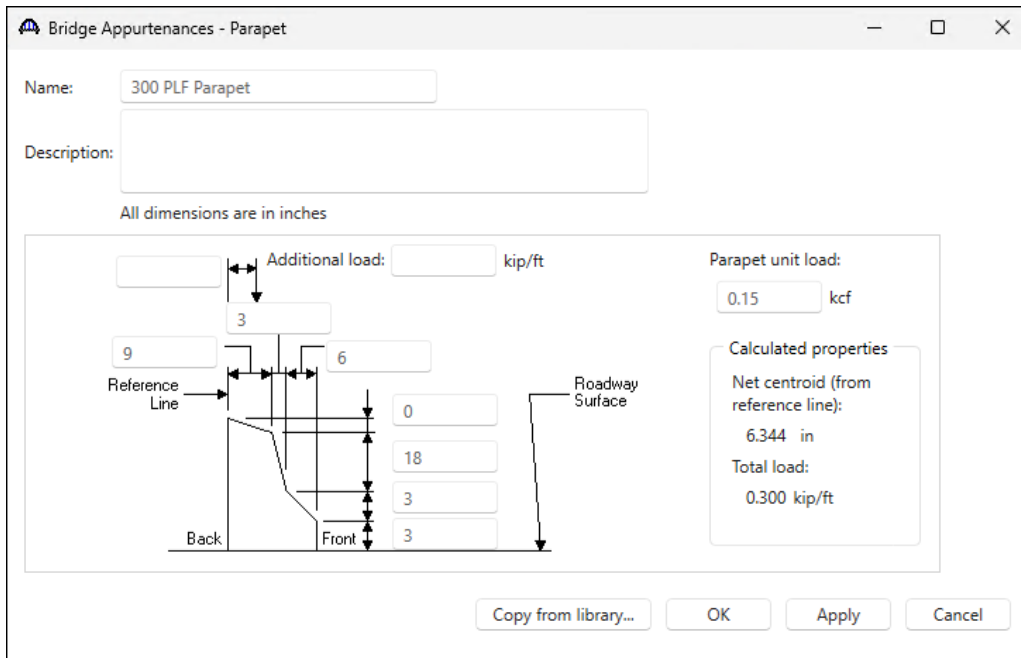 Bridge Appurtenances - Parapet
Name: 300 PLF Parapet
Description:
All dimensions are in inches
Additional load: kip/ft
Parapet unit load:
0.15 kcf
3
9
6
Reference
Line
Roadway
Surface
0
18
3
3
Back
Front
Calculated properties
Net centroid (from
reference line):
6.344 in
Total load:
0.300 kip/ft
Copy from library...
OK
Apply
Cancel